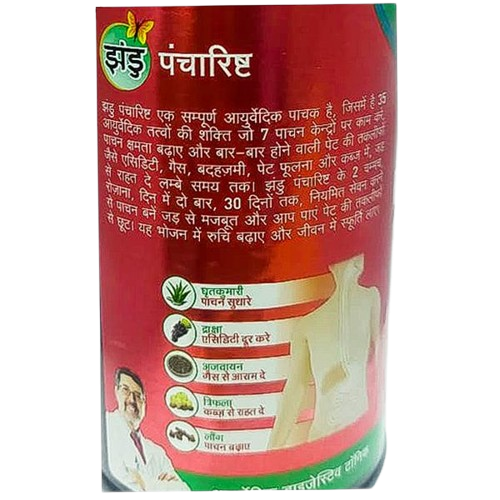 झंडु
पंचारिष्ट
झंडु पंचारिष्ट एक सम्पूर्ण आयुर्वेदिक पाचक है, जिसमें है 35
आयुर्वेदिक तत्वों की शक्ति जो 7 पाचन केन्द्रों पर काम करे,
पाचन क्षमता बढ़ाए और बार-बार होने वाली पेट की तकलीफों
जैसे एसिडिटी, गैस, बदहज़मी, पेट फूलना और कब्ज में, जड़
से राहत दे लम्बे समय तक। झंडु पंचारिष्ट के 2 चम्मच,
रोज़ाना, दिन में दो बार, 30 दिनों तक, नियमित सेवन करने
से पाचन बने जड़ से मजबूत और आप पाएं पेट की तकलीफों
से छूट। यह भोजन में रुचि बढ़ाए और जीवन में स्फूर्ति लाए।
घृतकुमारी
पाचन सुधारे
द्राक्षा
एसिडिटी दूर करे
अजवायन
गैस से आराम दे
त्रिफला
कब्ज़ से राहत दे
लौंग
पाचन बढ़ाए
डाइजेस्टिव टॉनिक